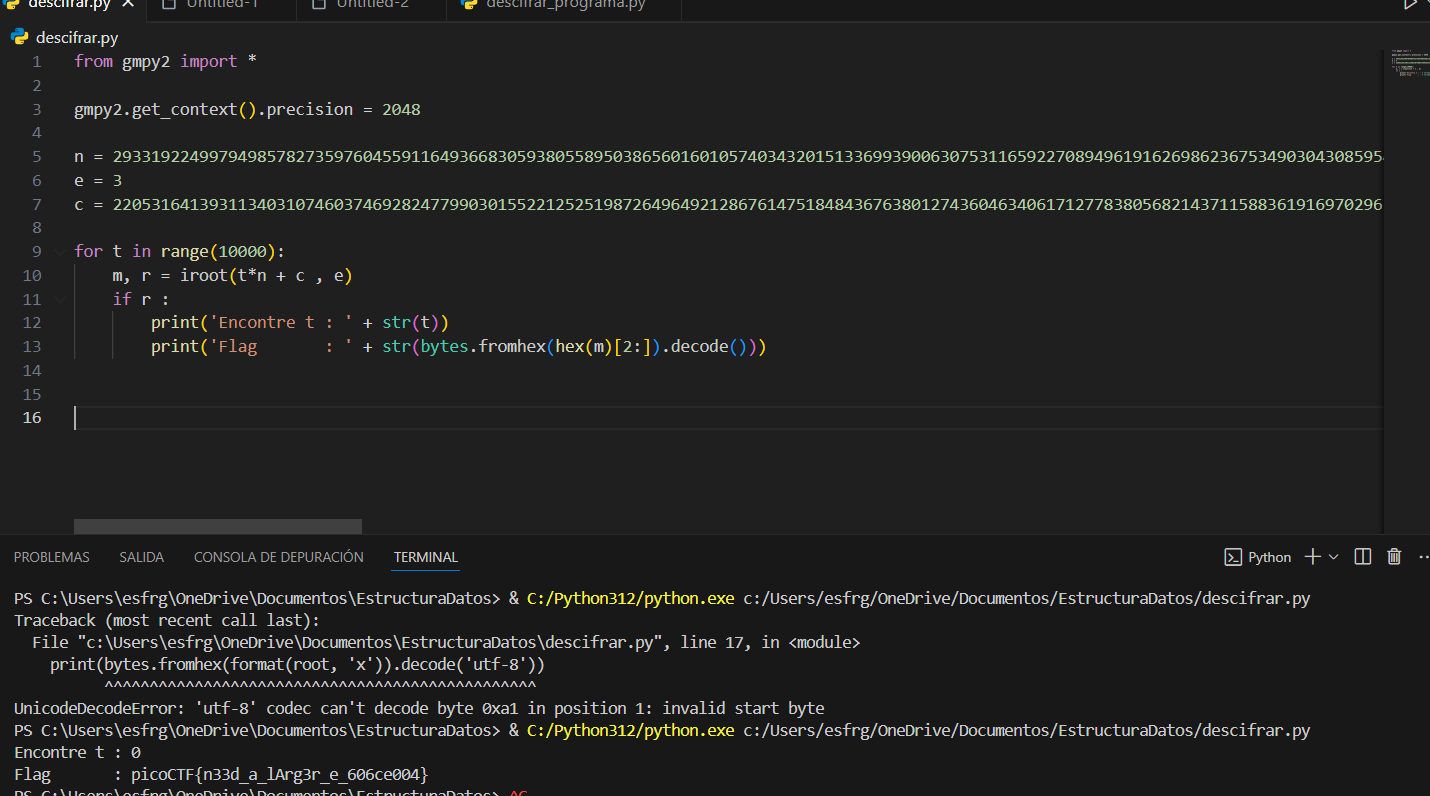 descifrar.py Untitled-1 Untitled-2 descifrar_programa.py
descifrar.py
1 from gmpy2 import *
2
3 gmpy2.get_context().precision = 2048
4
5 n = 29331922499794985782735976045591164936683059380558950386560160105740343201513369939006307531165922708949619162698623675349030430859547
6 e = 3
7 c = 2205316413931134031074603746928247799030155221252519872649649212867614751848436763801274360463406171277838056821437115883619169702963
8
9 for t in range(10000):
10 m, r = iroot(t*n + c , e)
11 if r :
12 print('Encontre t : ' + str(t))
13 print('Flag       : ' + str(bytes.fromhex(hex(m)[2:]).decode()))
14
15
16
PROBLEMAS SALIDA CONSOLA DE DEPURACIÓN TERMINAL Python
PS C:\Users\esfrg\OneDrive\Documentos\EstructuraDatos> & C:/Python312/python.exe c:/Users/esfrg/OneDrive/Documentos/EstructuraDatos/descifrar.py
Traceback (most recent call last):
File "c:\Users\esfrg\OneDrive\Documentos\EstructuraDatos\descifrar.py", line 17, in <module>
print(bytes.fromhex(format(root, 'x')).decode('utf-8'))
^^^^^^^^^^^^^^^^^^^^^^^^^^^^^^^^^^^^^^^^^^^^^^^^^
UnicodeDecodeError: 'utf-8' codec can't decode byte 0xa1 in position 1: invalid start byte
PS C:\Users\esfrg\OneDrive\Documentos\EstructuraDatos> & C:/Python312/python.exe c:/Users/esfrg/OneDrive/Documentos/EstructuraDatos/descifrar.py
Encontre t : 0
Flag       : picoCTF{n33d_a_lArg3r_e_606ce004}
PS C:\Users\esfrg\OneDrive\Documentos\EstructuraDatos> ^C